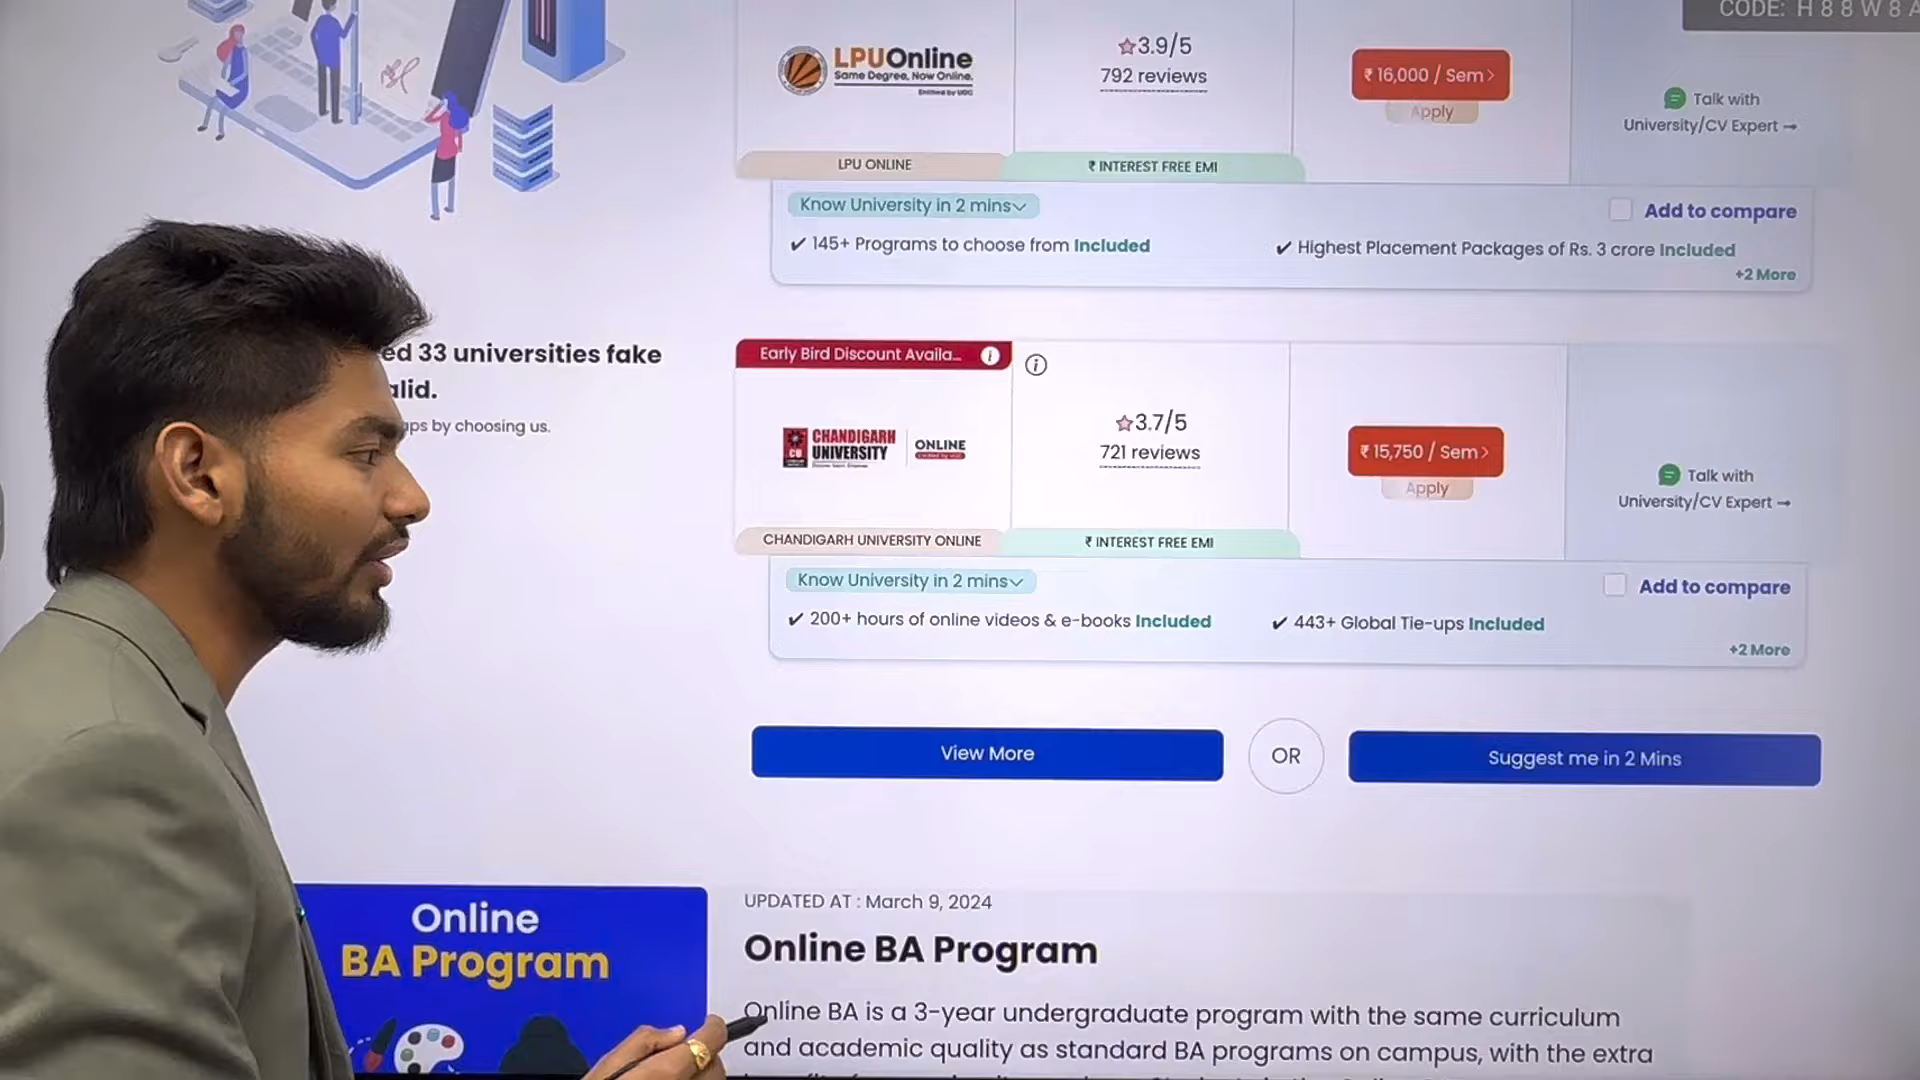 CODE: H 8 8 W 8 A
LPUOnline
Same Degree. Now Online.
Entitled by UGC
3.9/5
792 reviews
₹ 16,000 / Sem
Apply
Talk with
University/CV Expert →
LPU ONLINE
₹ INTEREST FREE EMI
Know University in 2 mins
Add to compare
✔ 145+ Programs to choose from Included
✔ Highest Placement Packages of Rs. 3 crore Included
+2 More
ed 33 universities fake
alid.
aps by choosing us.
Early Bird Discount Availa...
CHANDIGARH
UNIVERSITY
CU
ONLINE
3.7/5
721 reviews
₹ 15,750 / Sem
Apply
Talk with
University/CV Expert →
CHANDIGARH UNIVERSITY ONLINE
₹ INTEREST FREE EMI
Know University in 2 mins
Add to compare
✔ 200+ hours of online videos & e-books Included
✔ 443+ Global Tie-ups Included
+2 More
View More
OR
Suggest me in 2 Mins
Online
BA Program
UPDATED AT : March 9, 2024
Online BA Program
Online BA is a 3-year undergraduate program with the same curriculum
and academic quality as standard BA programs on campus, with the extra